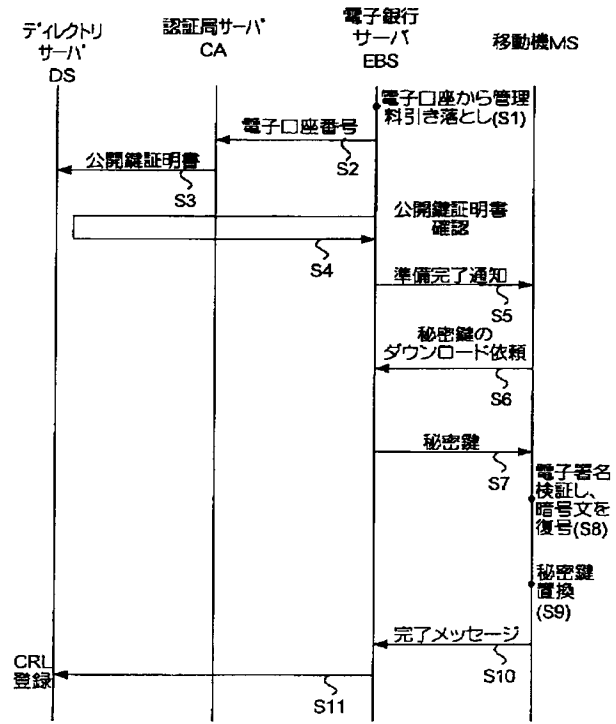 ディレクトリ
サーバ
DS
認証局サーバ
CA
電子銀行
サーバ
EBS
移動機MS
電子口座から管理
料引き落とし(S1)
電子口座番号
S2
公開鍵証明書
S3
公開鍵証明書
確認
S4
準備完了通知
S5
秘密鍵の
ダウンロード依頼
S6
秘密鍵
S7
電子署名
検証し、
暗号文を
復号(S8)
秘密鍵
置換
(S9)
完了メッセージ
S10
CRL
登録
S11